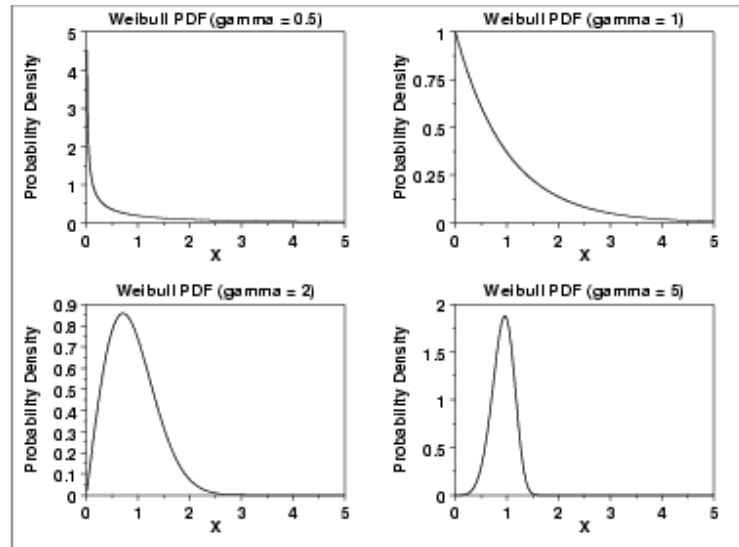 Weibull PDF (gamma = 0.5)
5
4
3
2
1
0
Probability Density
0 1 2 3 4 5
X
Weibull PDF (gamma = 1)
1
0.75
0.5
0.25
0
Probability Density
0 1 2 3 4 5
X
Weibull PDF (gamma = 2)
0.9
0.8
0.7
0.6
0.5
0.4
0.3
0.2
0.1
0
Probability Density
0 1 2 3 4 5
X
Weibull PDF (gamma = 5)
2
1.5
1
0.5
0
Probability Density
0 1 2 3 4 5
X